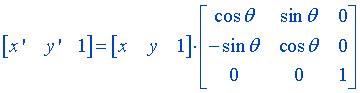 [x' y' 1] = [x y 1] · [cos θ sin θ 0
-sin θ cos θ 0
0 0 1]